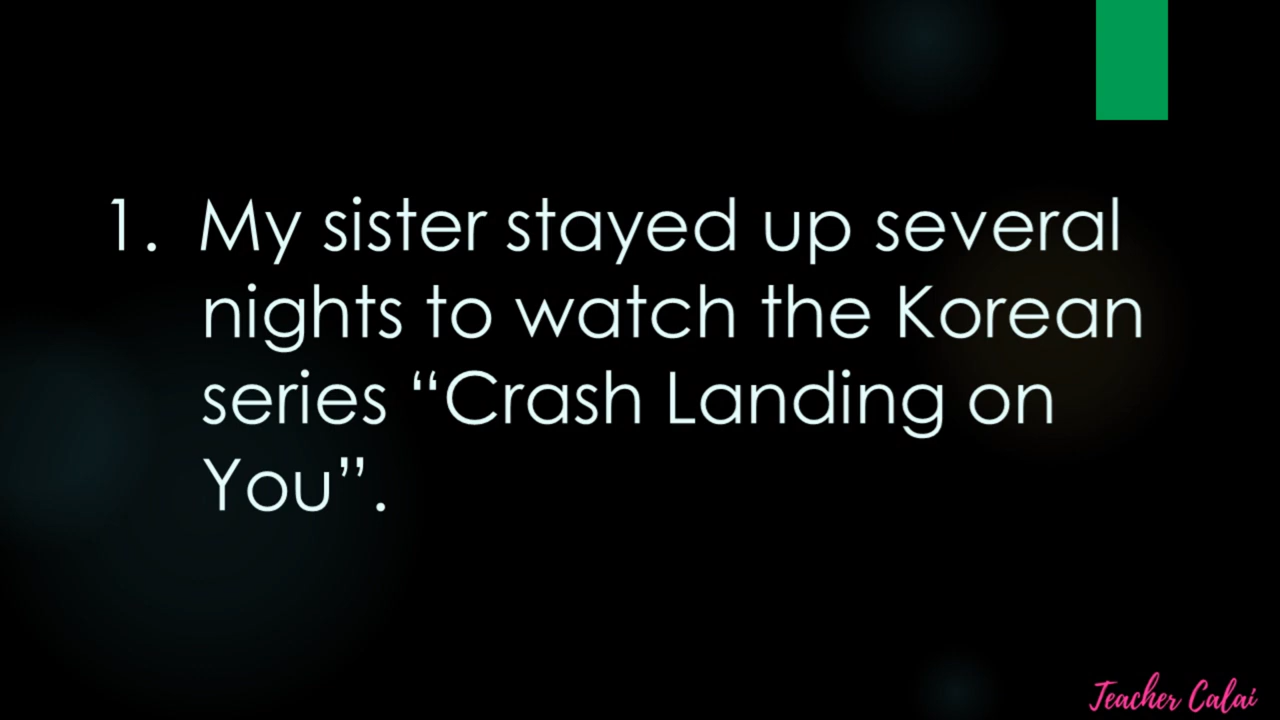 1. My sister stayed up several
nights to watch the Korean
series “Crash Landing on
You”.
Teacher Calai